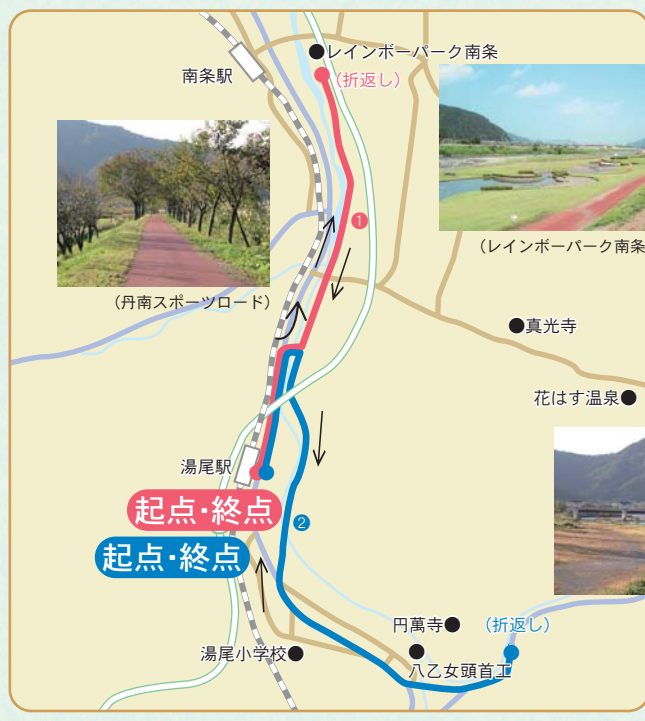 レインボーパーク南条
南条駅
(折返し)
❶
(レインボーパーク南条
(丹南スポーツロード)
真光寺
花はす温泉
湯尾駅
起点・終点
❷
起点・終点
円萬寺
(折返し)
湯尾小学校
八乙女頭首工